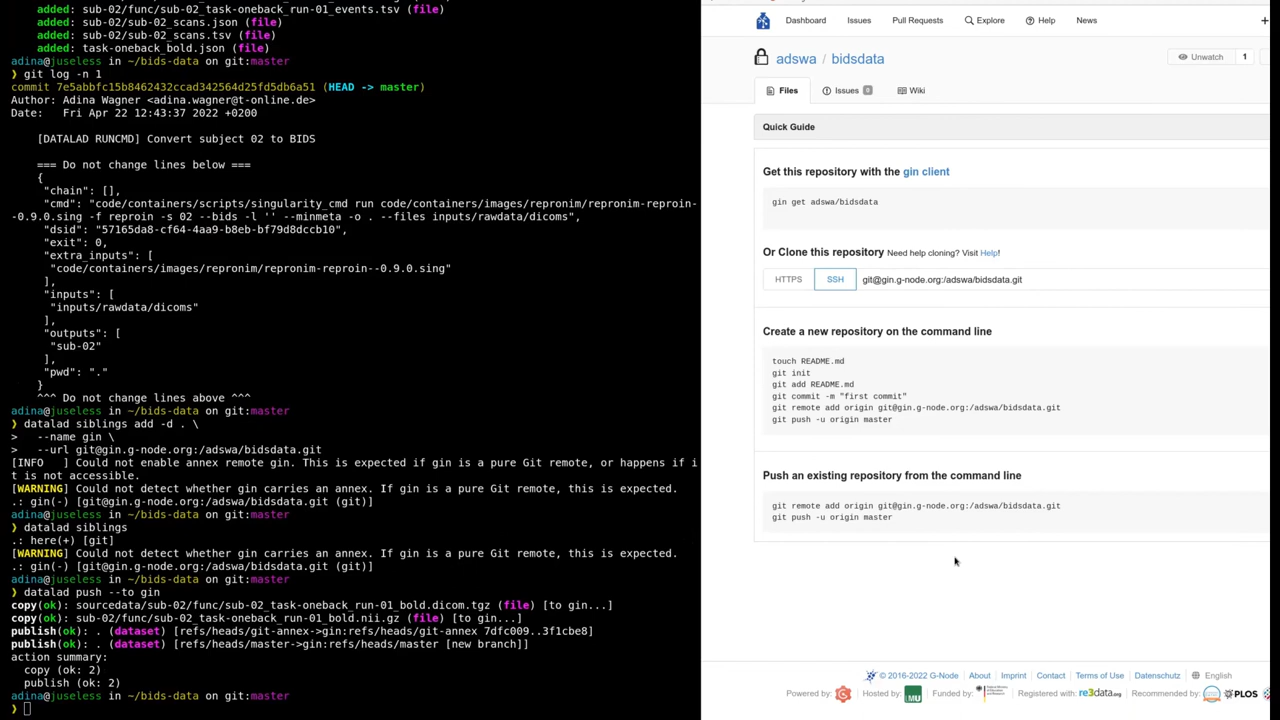 added: sub-02/func/sub-02_task-oneback_run-01_events.tsv (file)
added: sub-02/sub-02_scans.json (file)
added: sub-02/sub-02_scans.tsv (file)
added: task-oneback_bold.json (file)
adina@juseless in ~/bids-data on git:master
❱ git log -n 1
commit 7e5abbfc15b8462432ccad342564d25fd5db6a51 (HEAD -> master)
Author: Adina Wagner <adina.wagner@t-online.de>
Date:   Fri Apr 22 12:43:37 2022 +0200
[DATALAD RUNCMD] Convert subject 02 to BIDS
=== Do not change lines below ===
{
"chain": [],
"cmd": "code/containers/scripts/singularity_cmd run code/containers/images/repronim/repronim-reproin-
-0.9.0.sing -f reproin -s 02 --bids -l '' --minmeta -o . --files inputs/rawdata/dicoms",
"dsid": "57165da8-cf64-4aa9-b8eb-bf79d8dccb10",
"exit": 0,
"extra_inputs": [
"code/containers/images/repronim/repronim-reproin--0.9.0.sing"
],
"inputs": [
"inputs/rawdata/dicoms"
],
"outputs": [
"sub-02"
],
"pwd": "."
}
^^^ Do not change lines above ^^^
adina@juseless in ~/bids-data on git:master
❱ datalad siblings add -d . \
>   --name gin \
>   --url git@gin.g-node.org:/adswa/bidsdata.git
[INFO   ] Could not enable annex remote gin. This is expected if gin is a pure Git remote, or happens if i
t is not accessible.
[WARNING] Could not detect whether gin carries an annex. If gin is a pure Git remote, this is expected.
.: gin(-) [git@gin.g-node.org:/adswa/bidsdata.git (git)]
adina@juseless in ~/bids-data on git:master
❱ datalad siblings
.: here(+) [git]
[WARNING] Could not detect whether gin carries an annex. If gin is a pure Git remote, this is expected.
.: gin(-) [git@gin.g-node.org:/adswa/bidsdata.git (git)]
adina@juseless in ~/bids-data on git:master
❱ datalad push --to gin
copy(ok): sourcedata/sub-02/func/sub-02_task-oneback_run-01_bold.dicom.tgz (file) [to gin...]
copy(ok): sub-02/func/sub-02_task-oneback_run-01_bold.nii.gz (file) [to gin...]
publish(ok): . (dataset) [refs/heads/git-annex->gin:refs/heads/git-annex 7dfc009..3f1cbe8]
publish(ok): . (dataset) [refs/heads/master->gin:refs/heads/master [new branch]]
action summary:
copy (ok: 2)
publish (ok: 2)
adina@juseless in ~/bids-data on git:master
❱
Dashboard Issues Pull Requests Explore Help News +
adswa / bidsdata Unwatch 1
Files Issues 0 Wiki
Quick Guide
Get this repository with the gin client
gin get adswa/bidsdata
Or Clone this repository Need help cloning? Visit Help!
HTTPS SSH git@gin.g-node.org:/adswa/bidsdata.git
Create a new repository on the command line
touch README.md
git init
git add README.md
git commit -m "first commit"
git remote add origin git@gin.g-node.org:/adswa/bidsdata.git
git push -u origin master
Push an existing repository from the command line
git remote add origin git@gin.g-node.org:/adswa/bidsdata.git
git push -u origin master
© 2016-2022 G-Node About Imprint Contact Terms of Use Datenschutz English
Powered by: Hosted by: LMU Funded by: Registered with: re3data.org Recommended by: PLOS